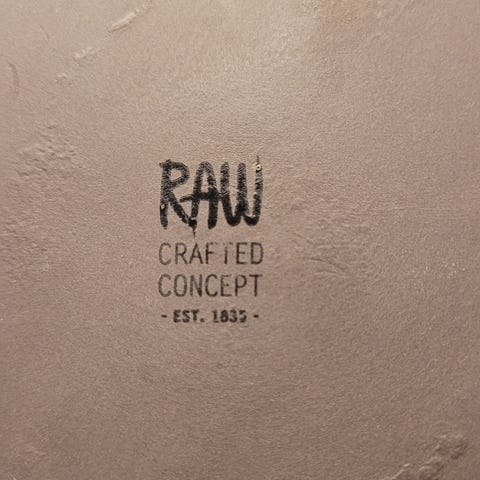 RAW
CRAFTED
CONCEPT
- EST. 1835 -